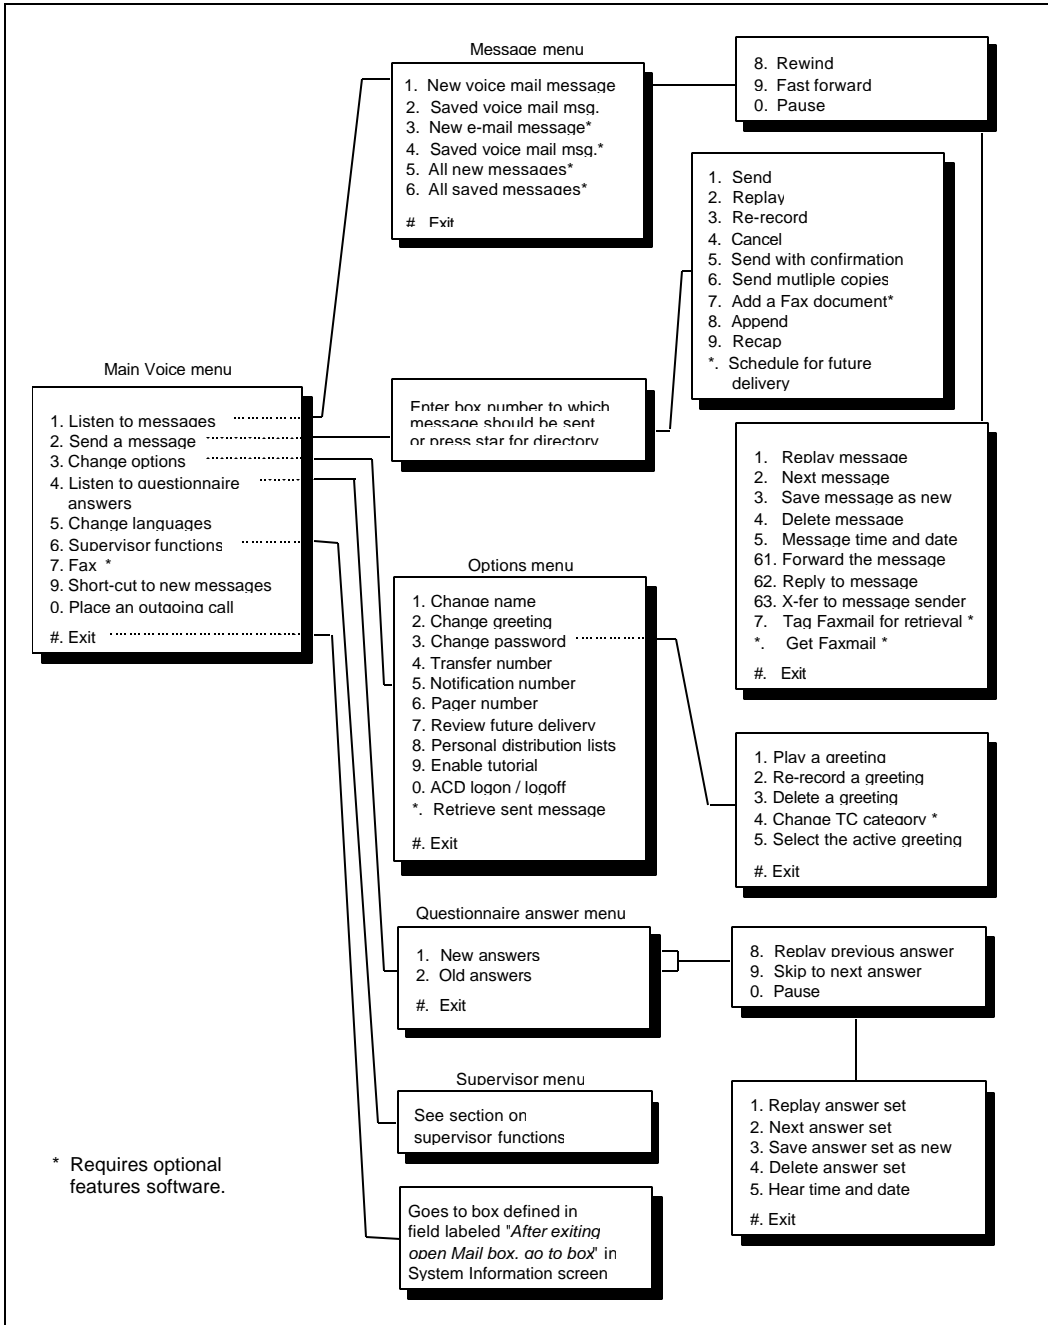 Message menu
1. New voice mail message
2. Saved voice mail msg.
3. New e-mail message*
4. Saved voice mail msg.*
5. All new messages*
6. All saved messages*
#. Exit
8. Rewind
9. Fast forward
0. Pause
1. Send
2. Replay
3. Re-record
4. Cancel
5. Send with confirmation
6. Send mutliple copies
7. Add a Fax document*
8. Append
9. Recap
*. Schedule for future
delivery
Main Voice menu
1. Listen to messages
2. Send a message
3. Change options
4. Listen to questionnaire
answers
5. Change languages
6. Supervisor functions
7. Fax *
9. Short-cut to new messages
0. Place an outgoing call
#. Exit
Enter box number to which
message should be sent
or press star for directory
1. Replay message
2. Next message
3. Save message as new
4. Delete message
5. Message time and date
61. Forward the message
62. Reply to message
63. X-fer to message sender
7. Tag Faxmail for retrieval *
*. Get Faxmail *
#. Exit
Options menu
1. Change name
2. Change greeting
3. Change password
4. Transfer number
5. Notification number
6. Pager number
7. Review future delivery
8. Personal distribution lists
9. Enable tutorial
0. ACD logon / logoff
*. Retrieve sent message
#. Exit
1. Play a greeting
2. Re-record a greeting
3. Delete a greeting
4. Change TC category *
5. Select the active greeting
#. Exit
Questionnaire answer menu
1. New answers
2. Old answers
#. Exit
8. Replay previous answer
9. Skip to next answer
0. Pause
Supervisor menu
See section on
supervisor functions
1. Replay answer set
2. Next answer set
3. Save answer set as new
4. Delete answer set
5. Hear time and date
#. Exit
* Requires optional
features software.
Goes to box defined in
field labeled "After exiting
open Mail box, go to box" in
System Information screen